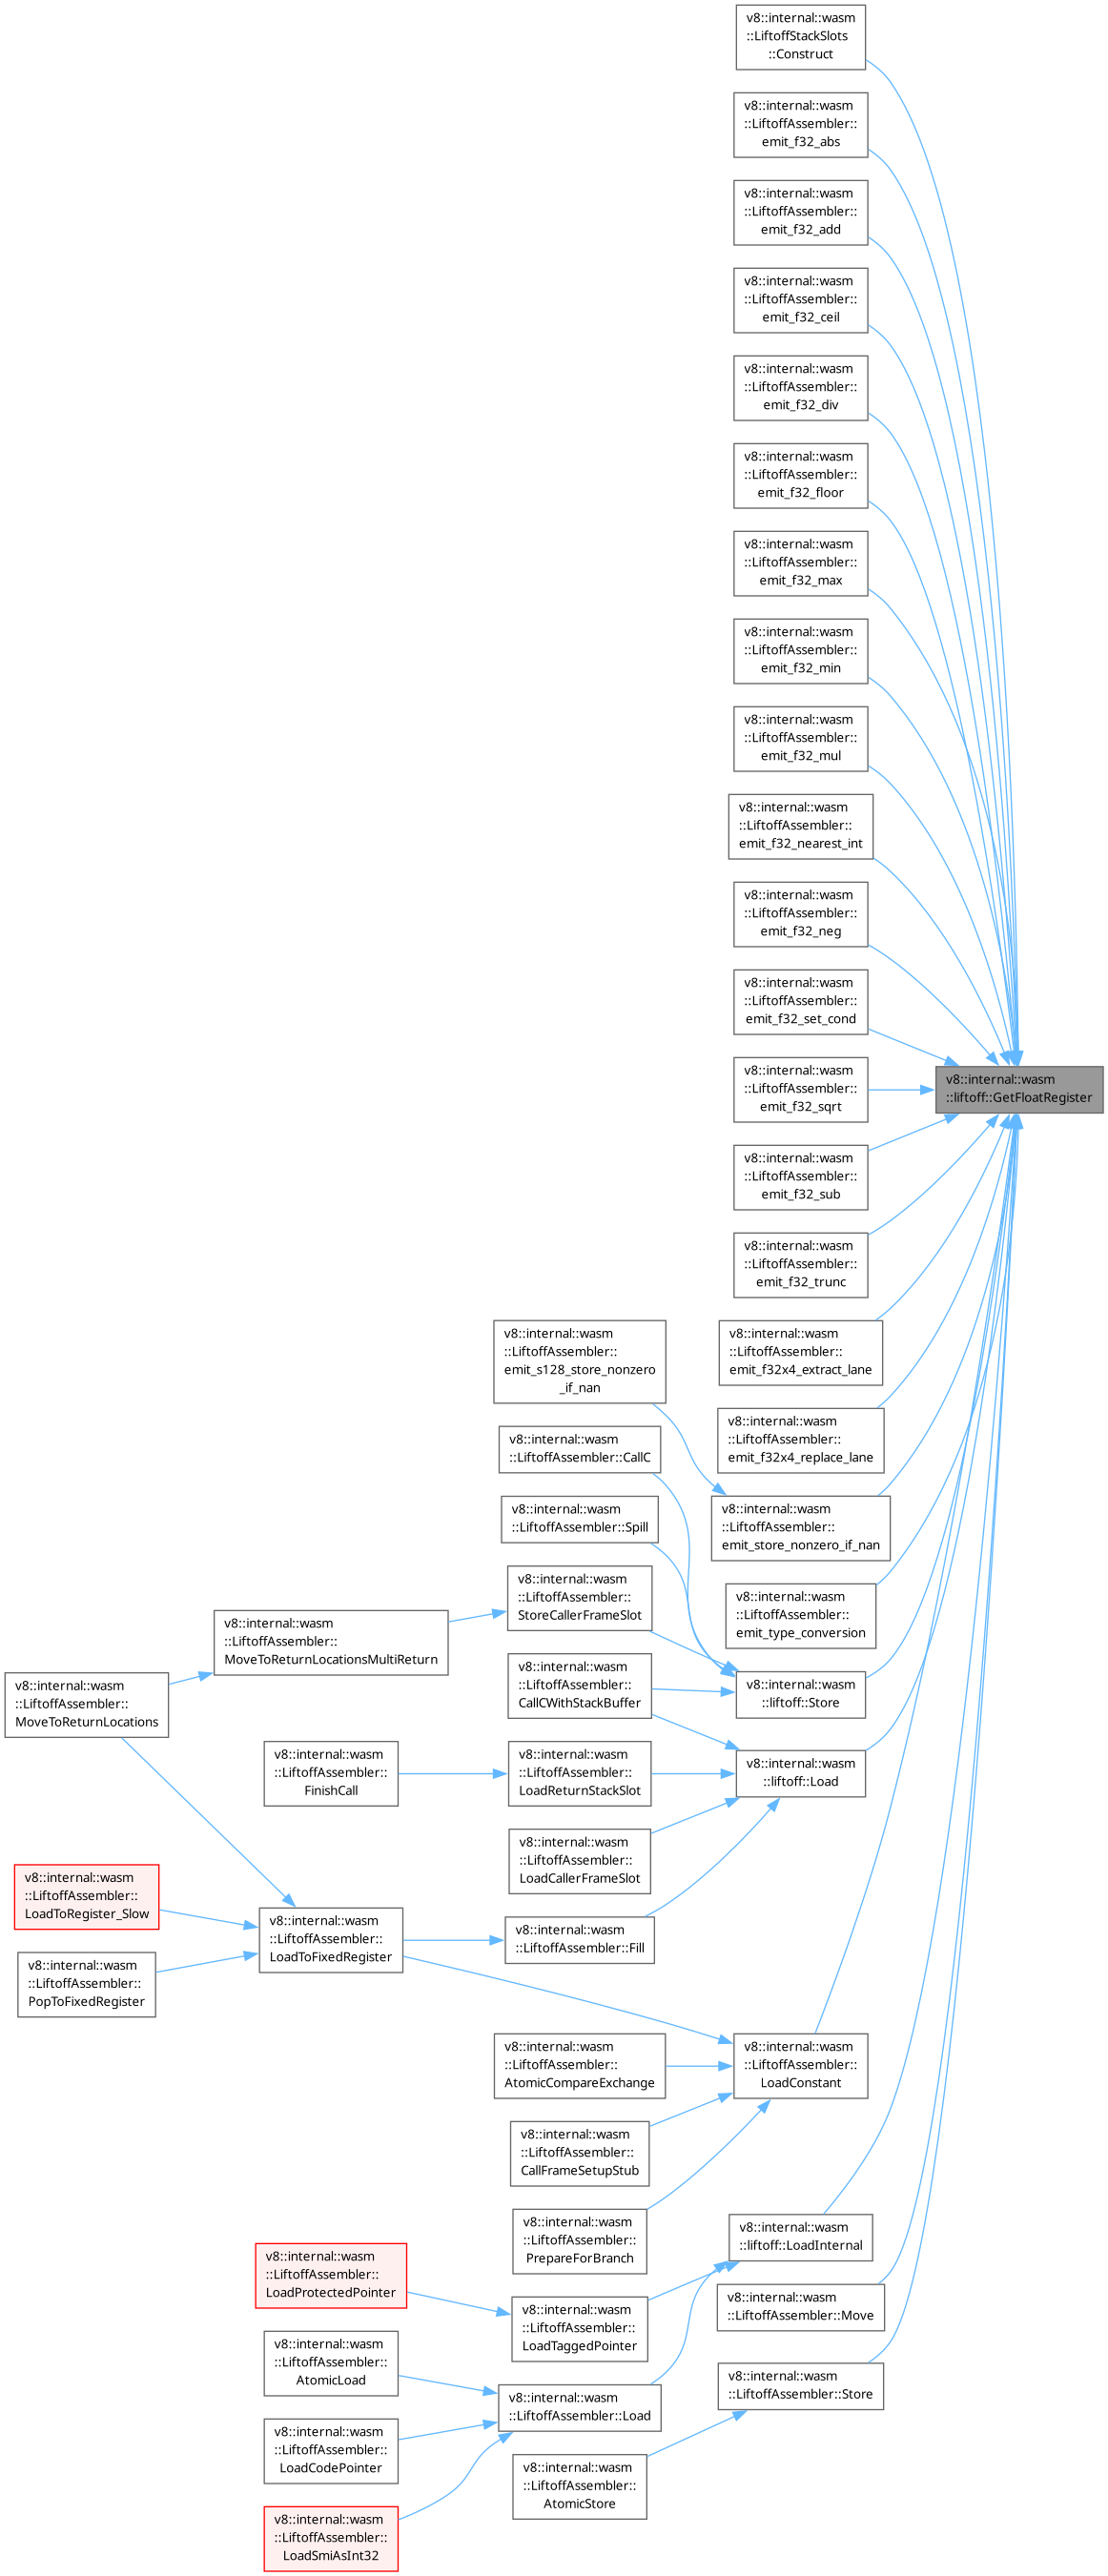 v8::internal::wasm
::LiftoffStackSlots
::Construct
v8::internal::wasm
::LiftoffAssembler::
emit_f32_abs
v8::internal::wasm
::LiftoffAssembler::
emit_f32_add
v8::internal::wasm
::LiftoffAssembler::
emit_f32_ceil
v8::internal::wasm
::LiftoffAssembler::
emit_f32_div
v8::internal::wasm
::LiftoffAssembler::
emit_f32_floor
v8::internal::wasm
::LiftoffAssembler::
emit_f32_max
v8::internal::wasm
::LiftoffAssembler::
emit_f32_min
v8::internal::wasm
::LiftoffAssembler::
emit_f32_mul
v8::internal::wasm
::LiftoffAssembler::
emit_f32_nearest_int
v8::internal::wasm
::LiftoffAssembler::
emit_f32_neg
v8::internal::wasm
::LiftoffAssembler::
emit_f32_set_cond
v8::internal::wasm
::liftoff::GetFloatRegister
v8::internal::wasm
::LiftoffAssembler::
emit_f32_sqrt
v8::internal::wasm
::LiftoffAssembler::
emit_f32_sub
v8::internal::wasm
::LiftoffAssembler::
emit_f32_trunc
v8::internal::wasm
::LiftoffAssembler::
emit_f32x4_extract_lane
v8::internal::wasm
::LiftoffAssembler::
emit_s128_store_nonzero
_if_nan
v8::internal::wasm
::LiftoffAssembler::
emit_f32x4_replace_lane
v8::internal::wasm
::LiftoffAssembler::CallC
v8::internal::wasm
::LiftoffAssembler::Spill
v8::internal::wasm
::LiftoffAssembler::
emit_store_nonzero_if_nan
v8::internal::wasm
::LiftoffAssembler::
StoreCallerFrameSlot
v8::internal::wasm
::LiftoffAssembler::
emit_type_conversion
v8::internal::wasm
::LiftoffAssembler::
MoveToReturnLocationsMultiReturn
v8::internal::wasm
::LiftoffAssembler::
MoveToReturnLocations
v8::internal::wasm
::LiftoffAssembler::
CallCWithStackBuffer
v8::internal::wasm
::liftoff::Store
v8::internal::wasm
::LiftoffAssembler::
FinishCall
v8::internal::wasm
::LiftoffAssembler::
LoadReturnStackSlot
v8::internal::wasm
::liftoff::Load
v8::internal::wasm
::LiftoffAssembler::
LoadCallerFrameSlot
v8::internal::wasm
::LiftoffAssembler::
LoadToRegister_Slow
v8::internal::wasm
::LiftoffAssembler::
LoadToFixedRegister
v8::internal::wasm
::LiftoffAssembler::Fill
v8::internal::wasm
::LiftoffAssembler::
PopToFixedRegister
v8::internal::wasm
::LiftoffAssembler::
AtomicCompareExchange
v8::internal::wasm
::LiftoffAssembler::
LoadConstant
v8::internal::wasm
::LiftoffAssembler::
CallFrameSetupStub
v8::internal::wasm
::LiftoffAssembler::
PrepareForBranch
v8::internal::wasm
::liftoff::LoadInternal
v8::internal::wasm
::LiftoffAssembler::
LoadProtectedPointer
v8::internal::wasm
::LiftoffAssembler::
LoadTaggedPointer
v8::internal::wasm
::LiftoffAssembler::Move
v8::internal::wasm
::LiftoffAssembler::
AtomicLoad
v8::internal::wasm
::LiftoffAssembler::Load
v8::internal::wasm
::LiftoffAssembler::Store
v8::internal::wasm
::LiftoffAssembler::
LoadCodePointer
v8::internal::wasm
::LiftoffAssembler::
AtomicStore
v8::internal::wasm
::LiftoffAssembler::
LoadSmiAsInt32